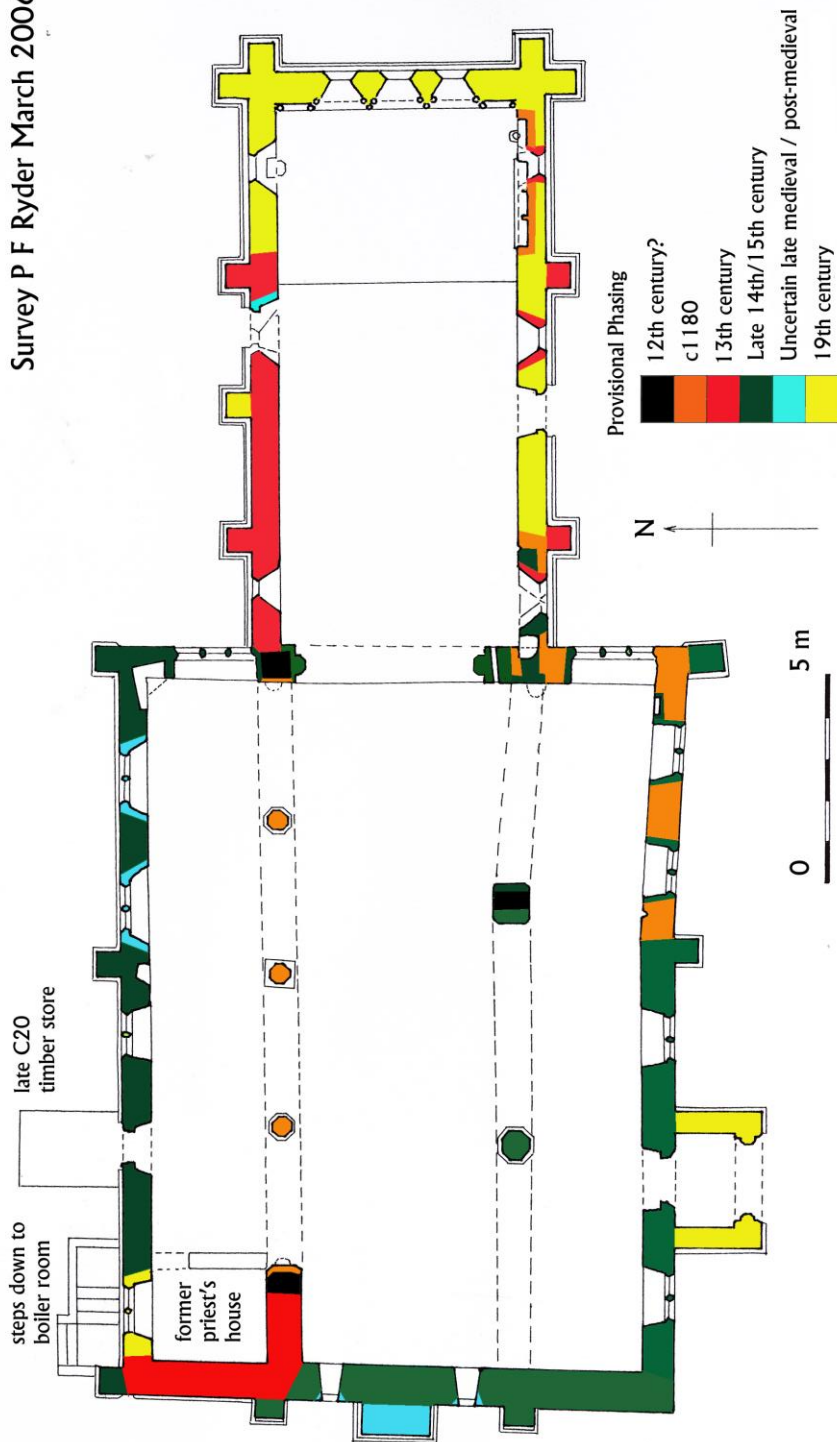 Survey P F Ryder March 2006
late C20
timber store
steps down to
boiler room
former
priest's
house
Provisional Phasing
12th century?
c1180
13th century
Late 14th/15th century
Uncertain late medieval / post-medieval
19th century
N
0
5 m